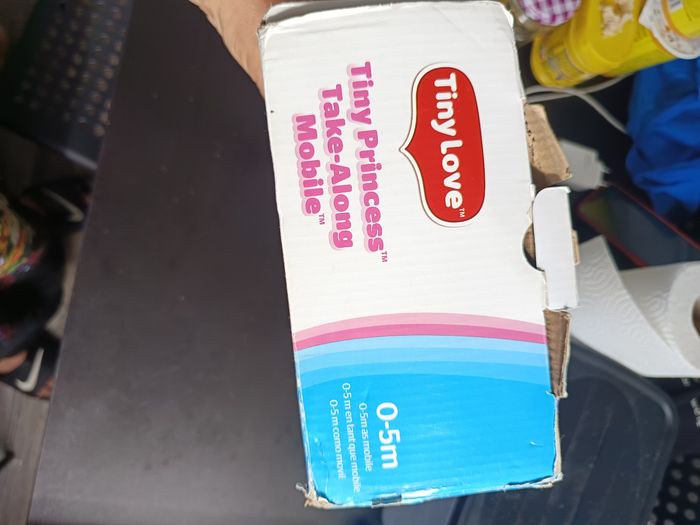 Tiny Love™
Tiny Princess™
Take-Along
Mobile™
0-5m
0-5m as mobile
0-5 m en tant que mobile
0-5 m como movil